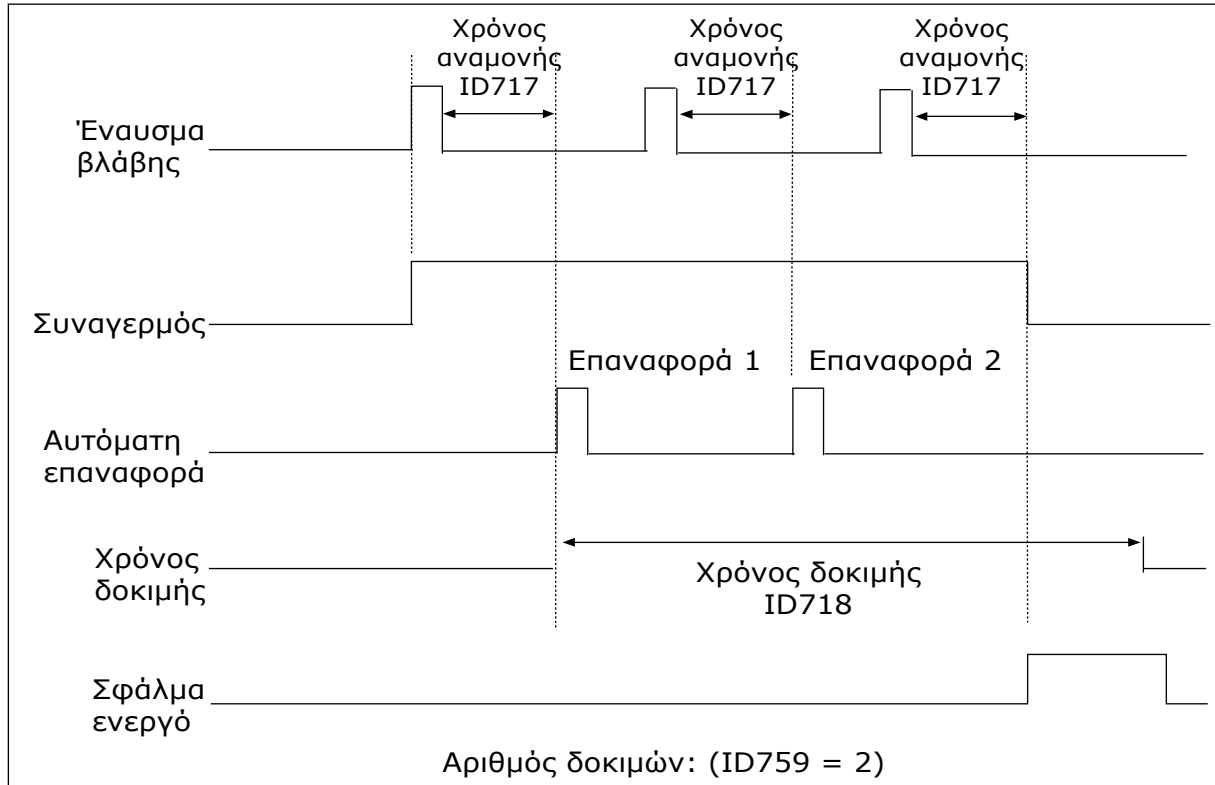 Χρόνος
αναμονής
ID717
Χρόνος
αναμονής
ID717
Χρόνος
αναμονής
ID717
Έναυσμα
βλάβης
Συναγερμός
Επαναφορά 1
Επαναφορά 2
Αυτόματη
επαναφορά
Χρόνος
δοκιμής
Χρόνος δοκιμής
ID718
Σφάλμα
ενεργό
Αριθμός δοκιμών: (ID759 = 2)